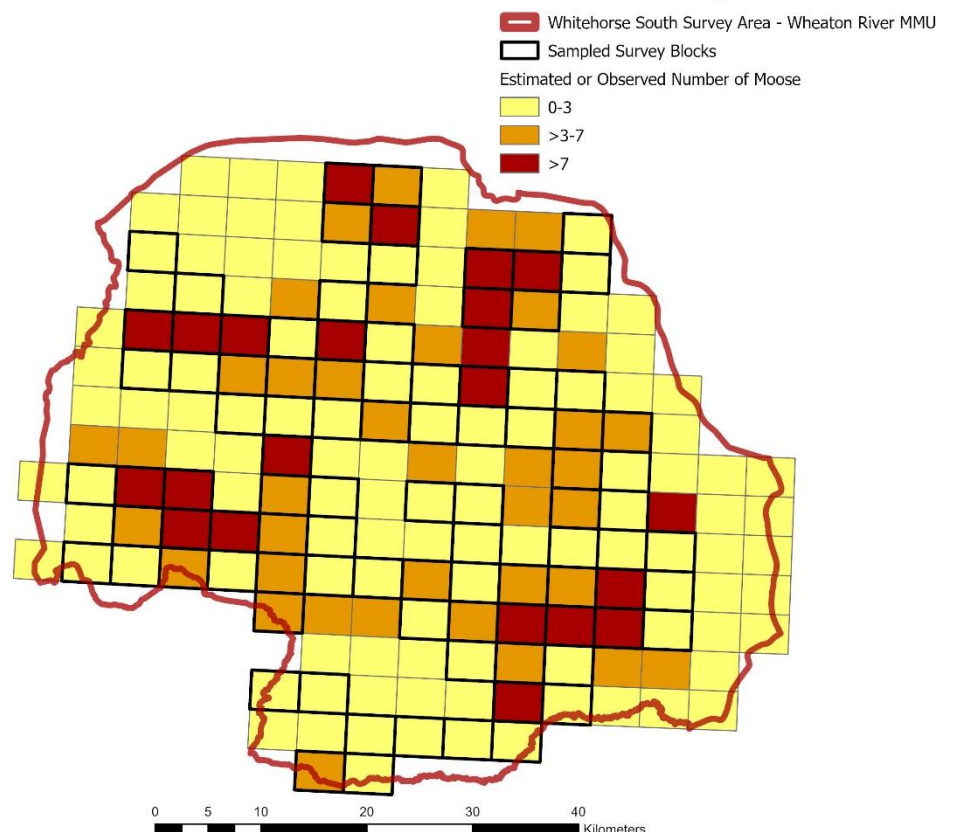 Whitehorse South Survey Area - Wheaton River MMU
Sampled Survey Blocks
Estimated or Observed Number of Moose
0-3
>3-7
>7
0 5 10 20 30 40
Kilometers